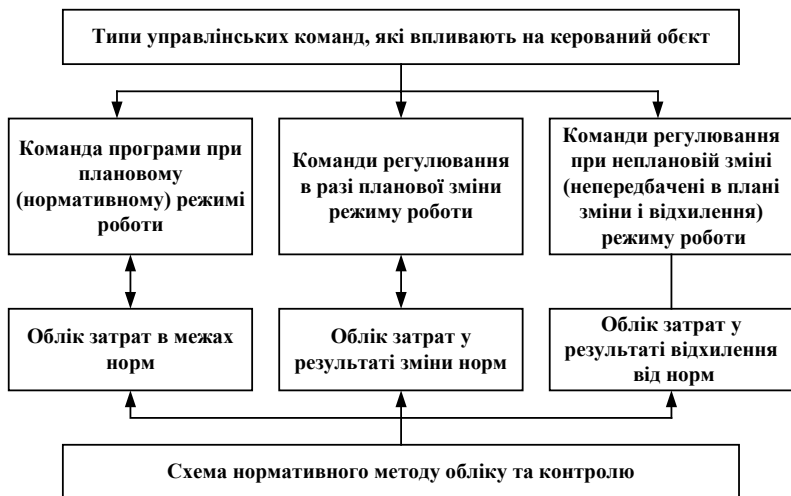 Типи управлінських команд, які впливають на керований обєкт
Команда програми при
плановому
(нормативному) режимі
роботи
Команди регулювання
в разі планової зміни
режиму роботи
Команди регулювання
при неплановій зміні
(непередбачені в плані
зміни і відхилення)
режиму роботи
Облік затрат в межах
норм
Облік затрат у
результаті зміни норм
Облік затрат у
результаті відхилення
від норм
Схема нормативного методу обліку та контролю